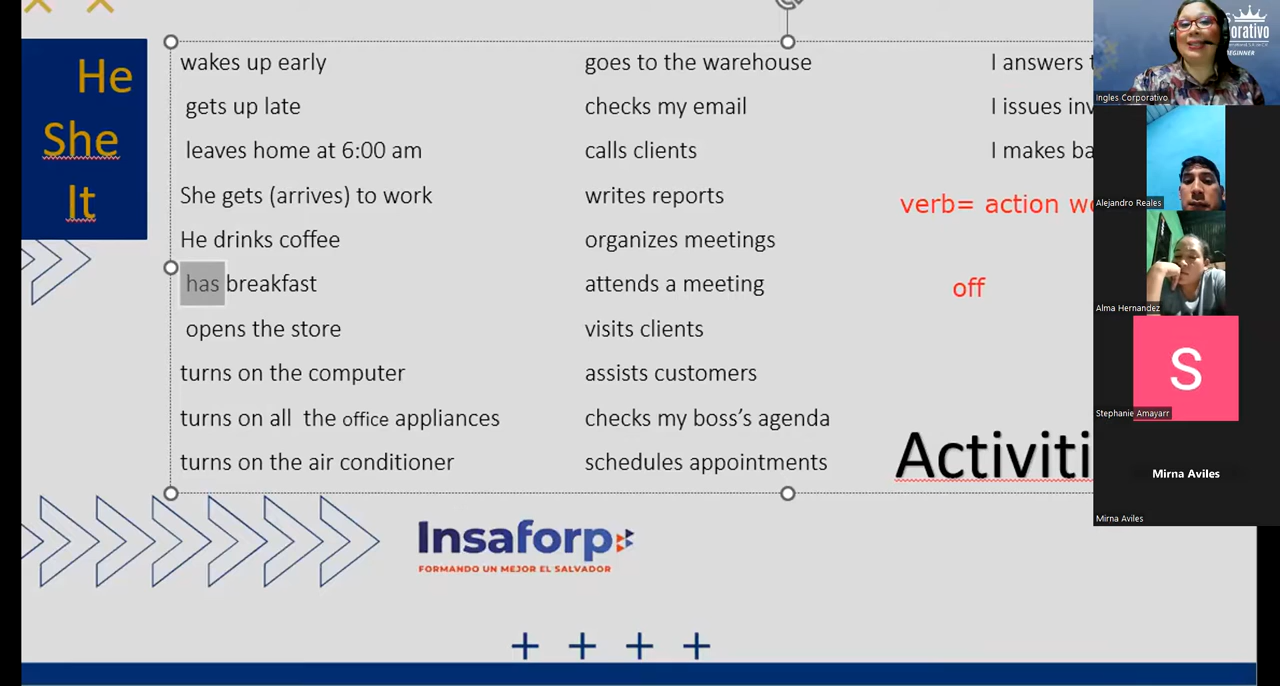 He
She
It
wakes up early
gets up late
leaves home at 6:00 am
She gets (arrives) to work
He drinks coffee
has breakfast
opens the store
turns on the computer
turns on all the office appliances
turns on the air conditioner
goes to the warehouse
checks my email
calls clients
writes reports
organizes meetings
attends a meeting
visits clients
assists customers
checks my boss's agenda
schedules appointments
I answers
I issues
I makes
verb= action
off
Activiti
Insaforp
FORMANDO UN MEJOR EL SALVADOR
Ingles Corporativo
Alejandro Reales
Alma Hernandez
S
Stephanie Amayarr
Mirna Aviles
Mirna Aviles